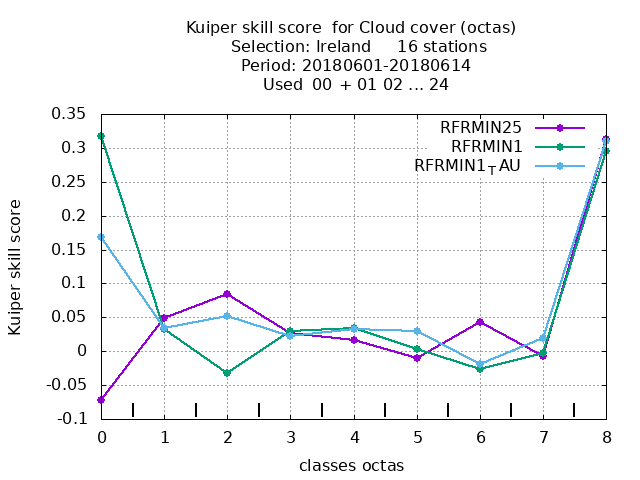 Kuiper skill score  for Cloud cover (octas)
Selection: Ireland     16 stations
Period: 20180601-20180614
Used  00 + 01 02 ... 24
RFRMIN25
RFRMIN1
RFRMIN1TAU
Kuiper skill score
0.35
0.3
0.25
0.2
0.15
0.1
0.05
0
-0.05
-0.1
0 1 2 3 4 5 6 7 8
classes octas